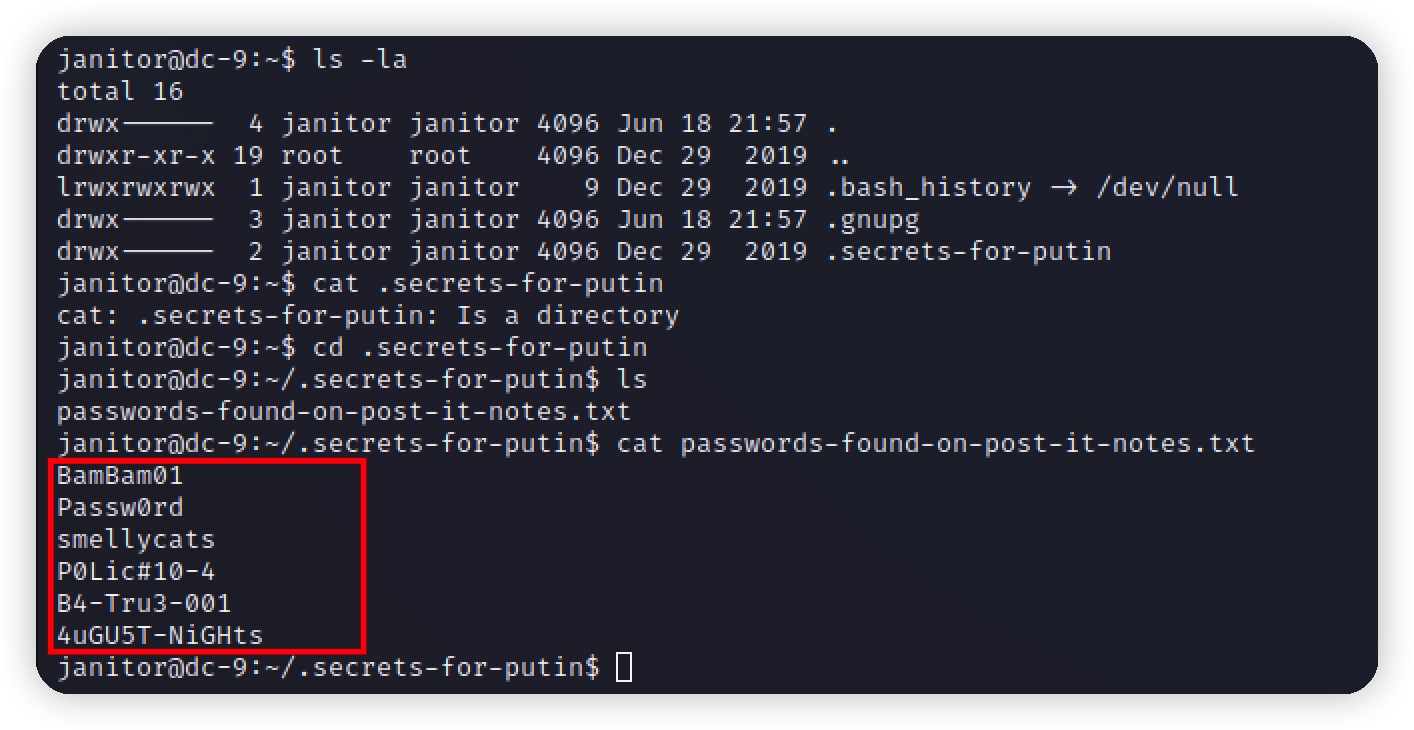 janitor@dc-9:~$ ls -la
total 16
drwx------  4 janitor janitor 4096 Jun 18 21:57 .
drwxr-xr-x 19 root    root    4096 Dec 29  2019 ..
lrwxrwxrwx  1 janitor janitor    9 Dec 29  2019 .bash_history -> /dev/null
drwx------  3 janitor janitor 4096 Jun 18 21:57 .gnupg
drwx------  2 janitor janitor 4096 Dec 29  2019 .secrets-for-putin
janitor@dc-9:~$ cat .secrets-for-putin
cat: .secrets-for-putin: Is a directory
janitor@dc-9:~$ cd .secrets-for-putin
janitor@dc-9:~/.secrets-for-putin$ ls
passwords-found-on-post-it-notes.txt
janitor@dc-9:~/.secrets-for-putin$ cat passwords-found-on-post-it-notes.txt
BamBam01
Passw0rd
smellycats
P0Lic#10-4
B4-Tru3-001
4uGU5T-NiGHts
janitor@dc-9:~/.secrets-for-putin$